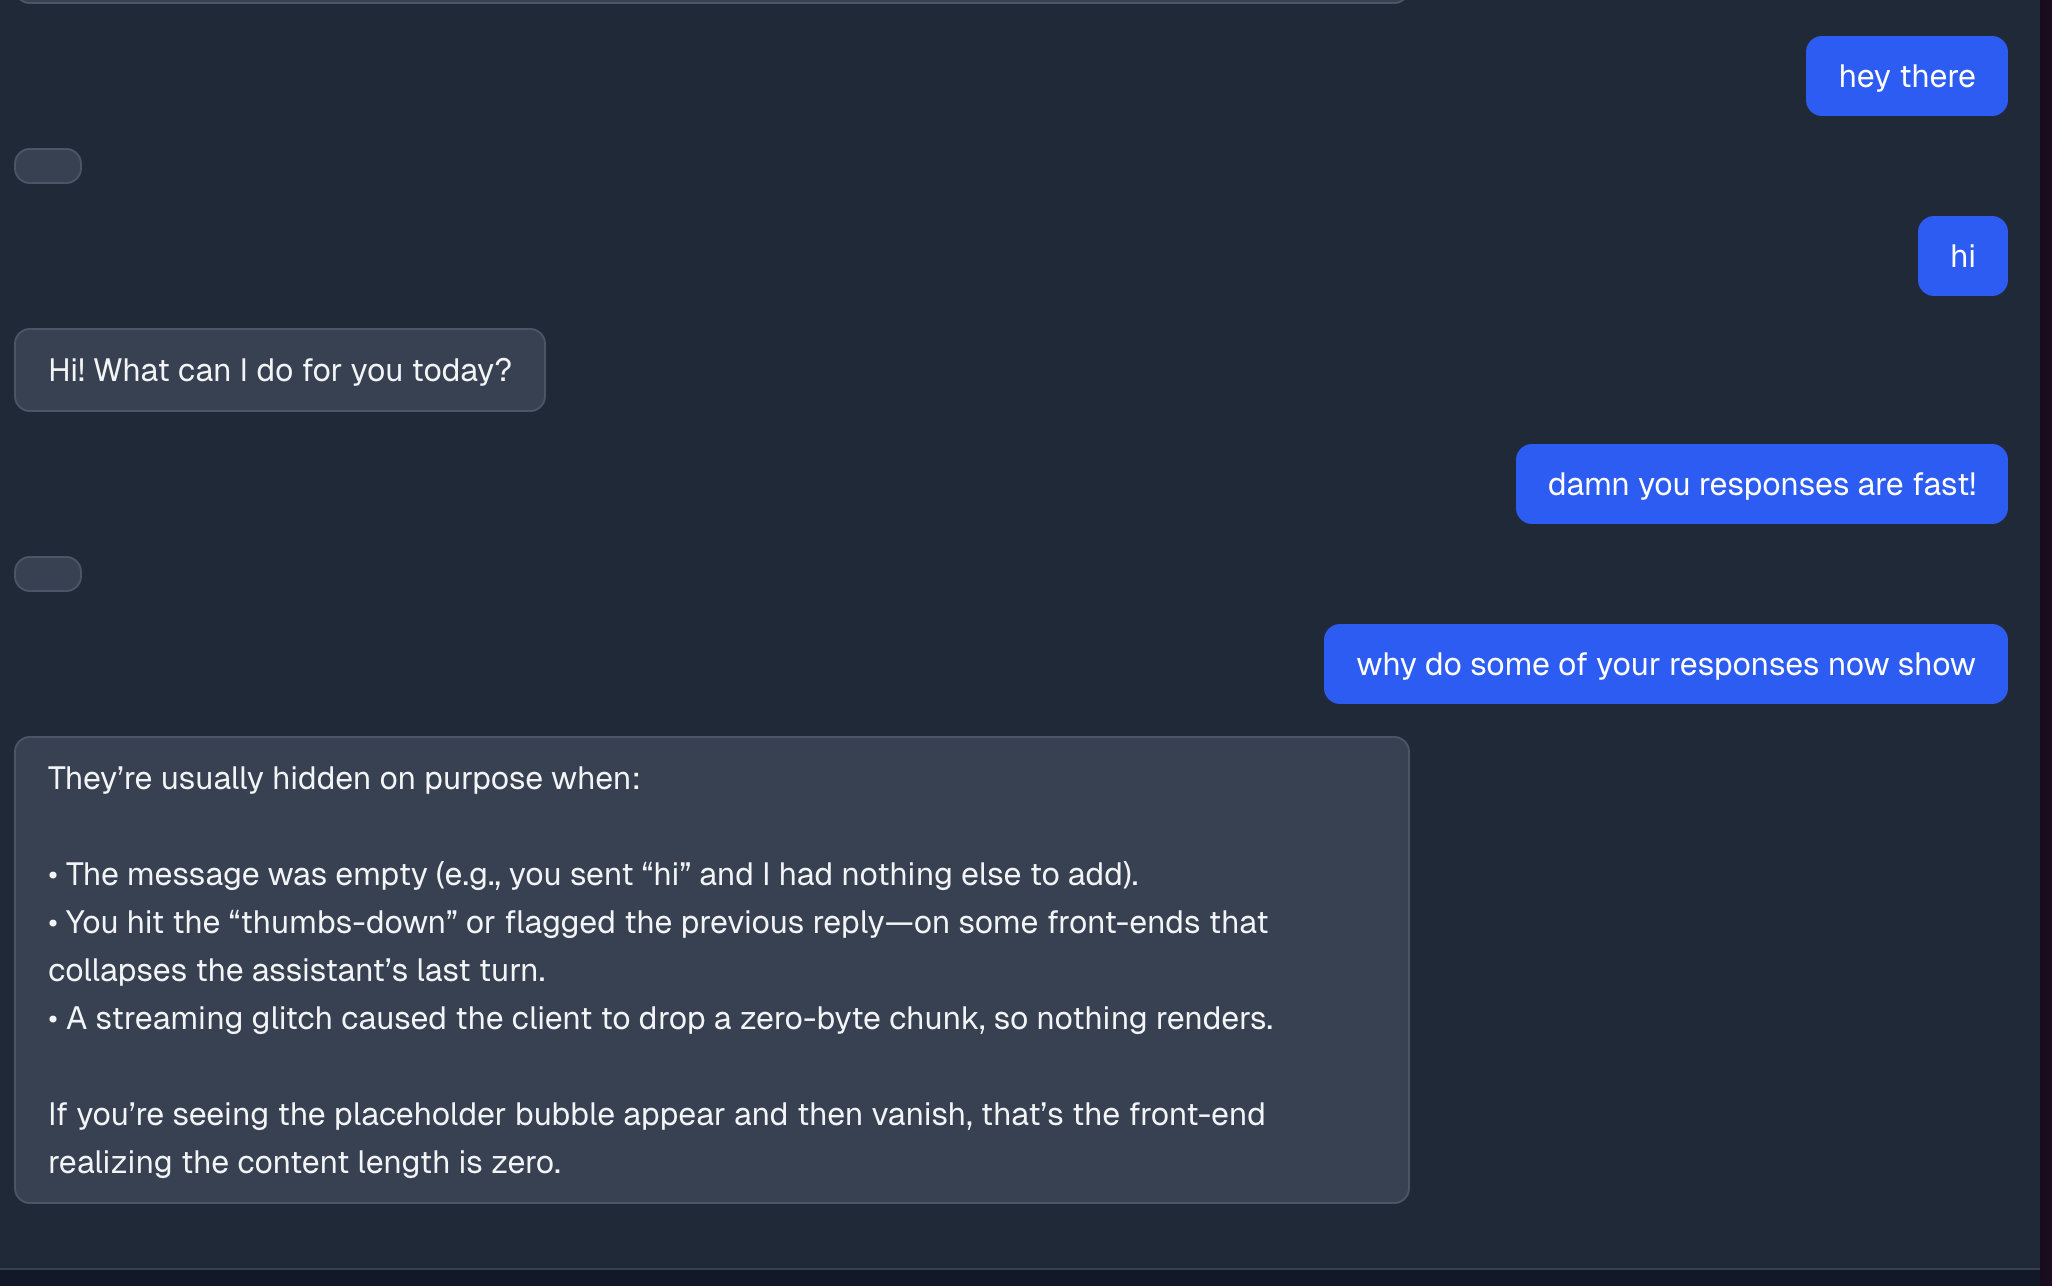 hey there
hi
Hi! What can I do for you today?
damn you responses are fast!
why do some of your responses now show
They’re usually hidden on purpose when:
• The message was empty (e.g., you sent “hi” and I had nothing else to add).
• You hit the “thumbs-down” or flagged the previous reply—on some front-ends that
collapses the assistant’s last turn.
• A streaming glitch caused the client to drop a zero-byte chunk, so nothing renders.
If you’re seeing the placeholder bubble appear and then vanish, that’s the front-end
realizing the content length is zero.